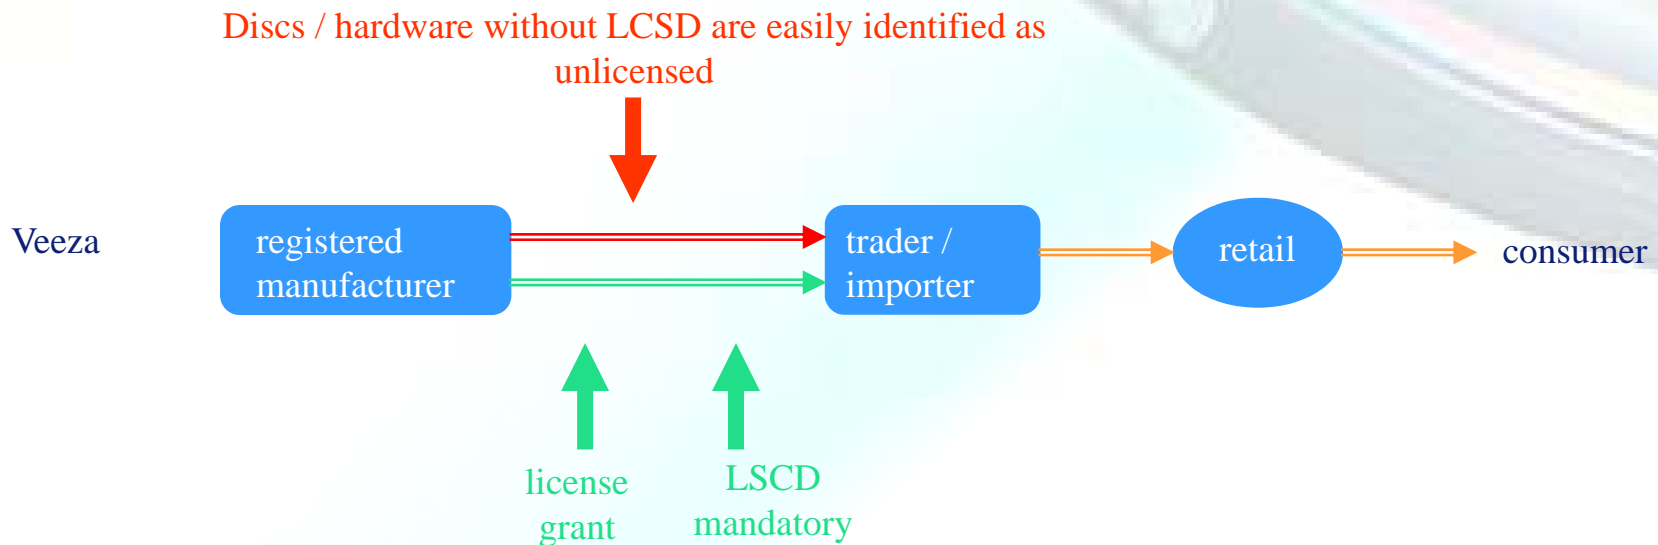 Discs / hardware without LCSD are easily identified as
unlicensed
Veeza
registered
manufacturer
trader /
importer
retail
consumer
license
grant
LSCD
mandatory